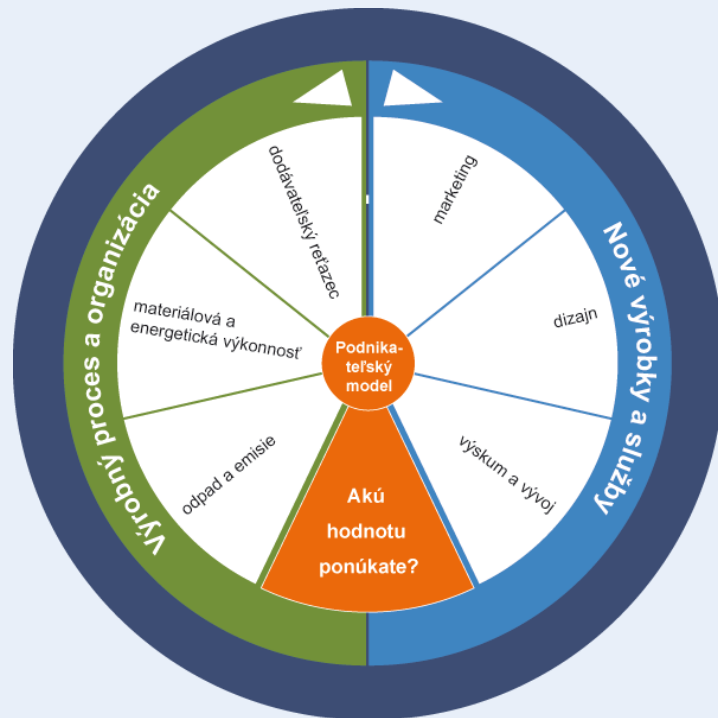 Výrobný proces a organizácia
Nové výrobky a služby
dodávateľský reťazec
marketing
materiálová a
energetická výkonnosť
dizajn
odpad a emisie
výskum a vývoj
Podnika-
teľský
model
Akú
hodnotu
ponúkate?